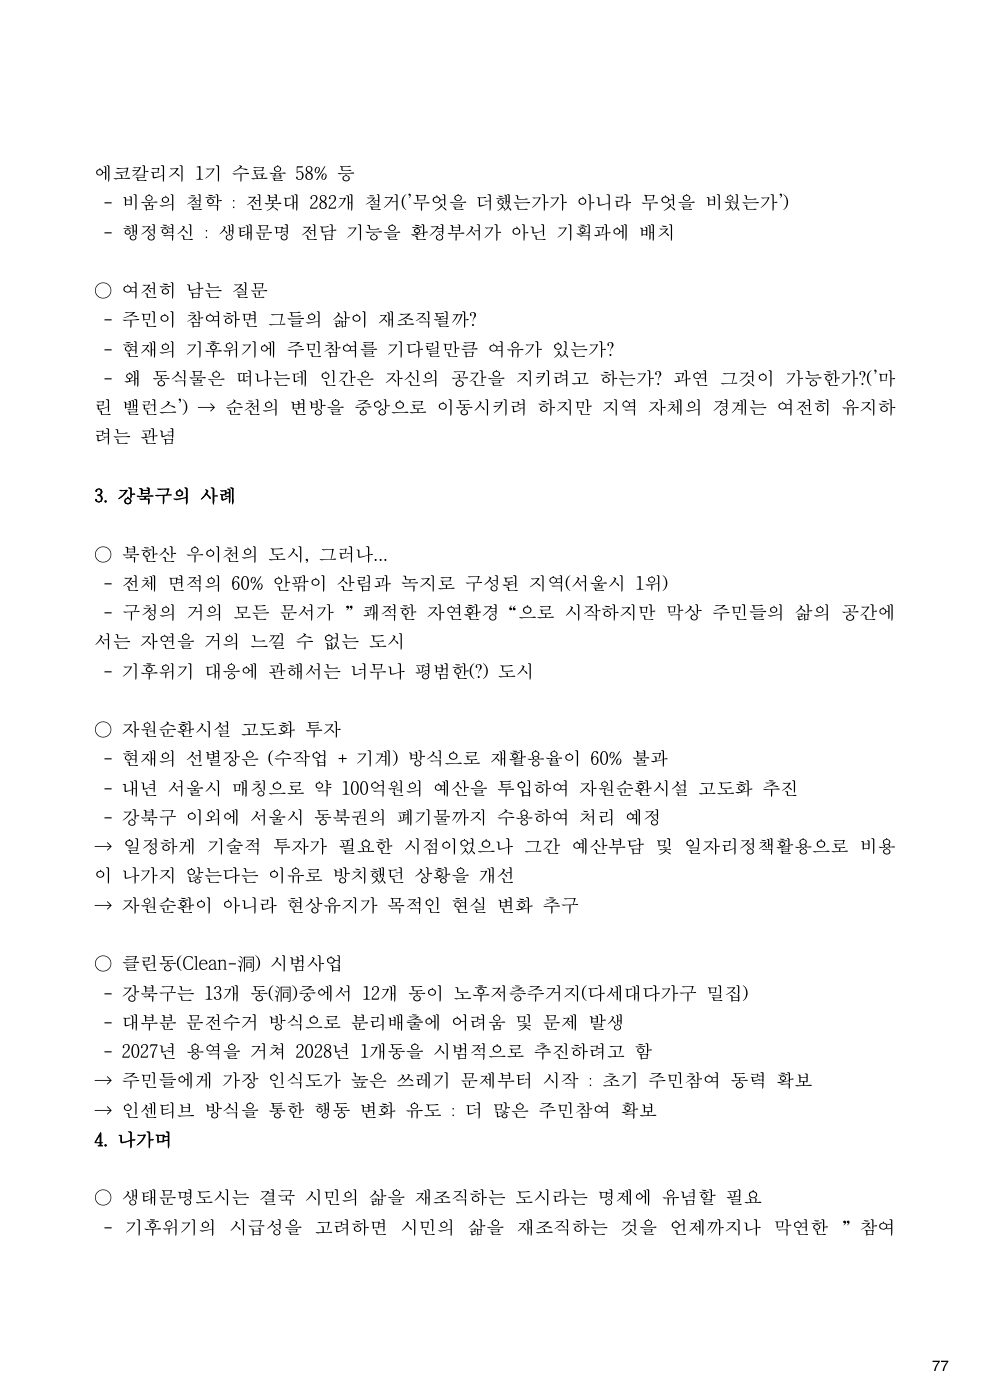 에코칼리지 1기 수료율 58% 등
- 비움의 철학 : 전봇대 282개 철거('무엇을 더했는가가 아니라 무엇을 비웠는가')
- 행정혁신 : 생태문명 전담 기능을 환경부서가 아닌 기획과에 배치
○ 여전히 남는 질문
- 주민이 참여하면 그들의 삶이 재조직될까?
- 현재의 기후위기에 주민참여를 기다릴만큼 여유가 있는가?
- 왜 동식물은 떠나는데 인간은 자신의 공간을 지키려고 하는가? 과연 그것이 가능한가?('마
린 밸런스') → 순천의 변방을 중앙으로 이동시키려 하지만 지역 자체의 경계는 여전히 유지하
려는 관념
3. 강북구의 사례
○ 북한산 우이천의 도시, 그러나...
- 전체 면적의 60% 안팎이 산림과 녹지로 구성된 지역(서울시 1위)
- 구청의 거의 모든 문서가 ” 쾌적한 자연환경 “으로 시작하지만 막상 주민들의 삶의 공간에
서는 자연을 거의 느낄 수 없는 도시
- 기후위기 대응에 관해서는 너무나 평범한(?) 도시
○ 자원순환시설 고도화 투자
- 현재의 선별장은 (수작업 + 기계) 방식으로 재활용율이 60% 불과
- 내년 서울시 매칭으로 약 100억원의 예산을 투입하여 자원순환시설 고도화 추진
- 강북구 이외에 서울시 동북권의 폐기물까지 수용하여 처리 예정
→ 일정하게 기술적 투자가 필요한 시점이었으나 그간 예산부담 및 일자리정책활용으로 비용
이 나가지 않는다는 이유로 방치했던 상황을 개선
→ 자원순환이 아니라 현상유지가 목적인 현실 변화 추구
○ 클린동(Clean-洞) 시범사업
- 강북구는 13개 동(洞)중에서 12개 동이 노후저층주거지(다세대다가구 밀집)
- 대부분 문전수거 방식으로 분리배출에 어려움 및 문제 발생
- 2027년 용역을 거쳐 2028년 1개동을 시범적으로 추진하려고 함
→ 주민들에게 가장 인식도가 높은 쓰레기 문제부터 시작 : 초기 주민참여 동력 확보
→ 인센티브 방식을 통한 행동 변화 유도 : 더 많은 주민참여 확보
4. 나가며
○ 생태문명도시는 결국 시민의 삶을 재조직하는 도시라는 명제에 유념할 필요
- 기후위기의 시급성을 고려하면 시민의 삶을 재조직하는 것을 언제까지나 막연한 ” 참여
77